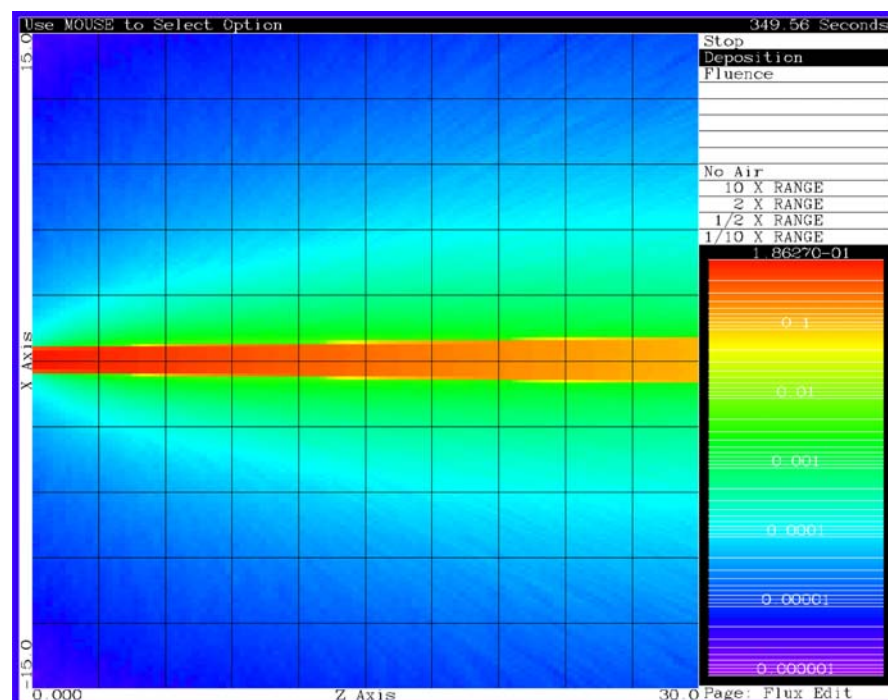 Use MOUSE to Select Option
349.56 Seconds
Stop
Deposition
Fluence
No Air
10 X RANGE
2 X RANGE
1/2 X RANGE
1/10 X RANGE
1.86270-01
0.1
0.01
0.001
0.0001
0.00001
0.000001
Page: Flux Edit
15.0
X Axis
-15.0
0.000
Z Axis
30.0